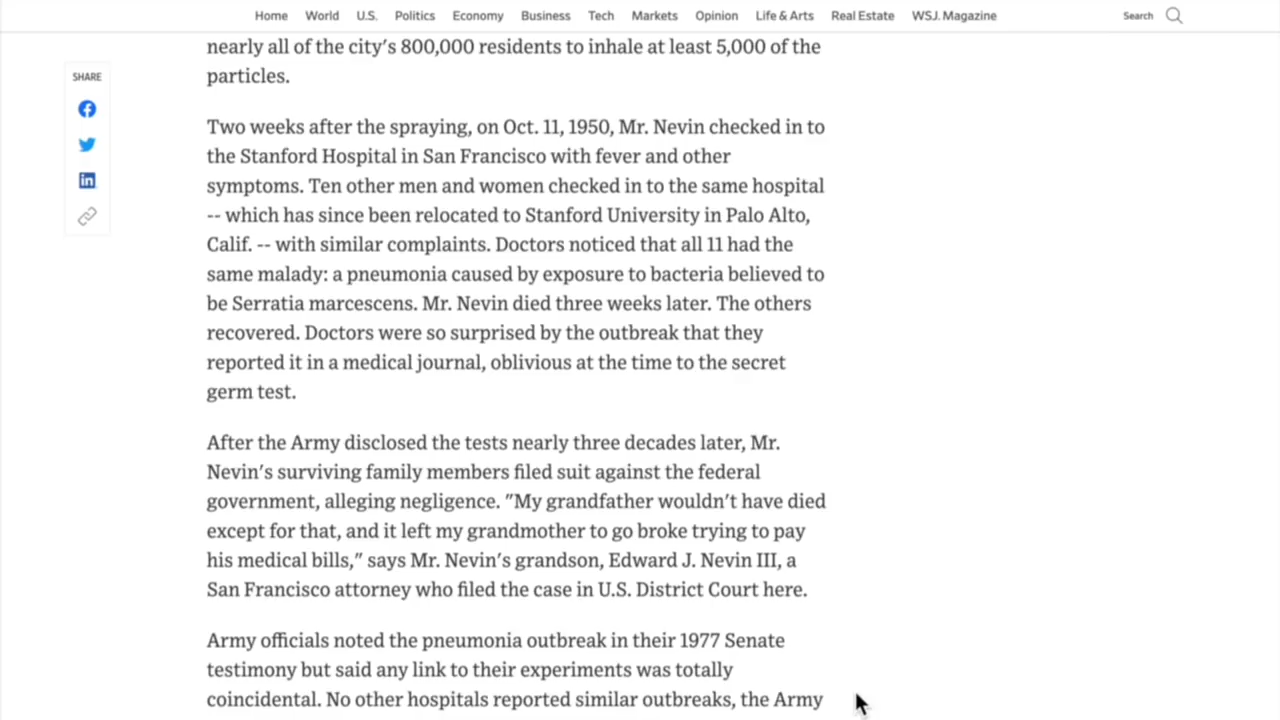 Home World U.S. Politics Economy Business Tech Markets Opinion Life & Arts Real Estate WSJ. Magazine Search
SHARE
nearly all of the city's 800,000 residents to inhale at least 5,000 of the
particles.
Two weeks after the spraying, on Oct. 11, 1950, Mr. Nevin checked in to
the Stanford Hospital in San Francisco with fever and other
symptoms. Ten other men and women checked in to the same hospital
-- which has since been relocated to Stanford University in Palo Alto,
Calif. -- with similar complaints. Doctors noticed that all 11 had the
same malady: a pneumonia caused by exposure to bacteria believed to
be Serratia marcescens. Mr. Nevin died three weeks later. The others
recovered. Doctors were so surprised by the outbreak that they
reported it in a medical journal, oblivious at the time to the secret
germ test.
After the Army disclosed the tests nearly three decades later, Mr.
Nevin's surviving family members filed suit against the federal
government, alleging negligence. "My grandfather wouldn't have died
except for that, and it left my grandmother to go broke trying to pay
his medical bills," says Mr. Nevin's grandson, Edward J. Nevin III, a
San Francisco attorney who filed the case in U.S. District Court here.
Army officials noted the pneumonia outbreak in their 1977 Senate
testimony but said any link to their experiments was totally
coincidental. No other hospitals reported similar outbreaks, the Army